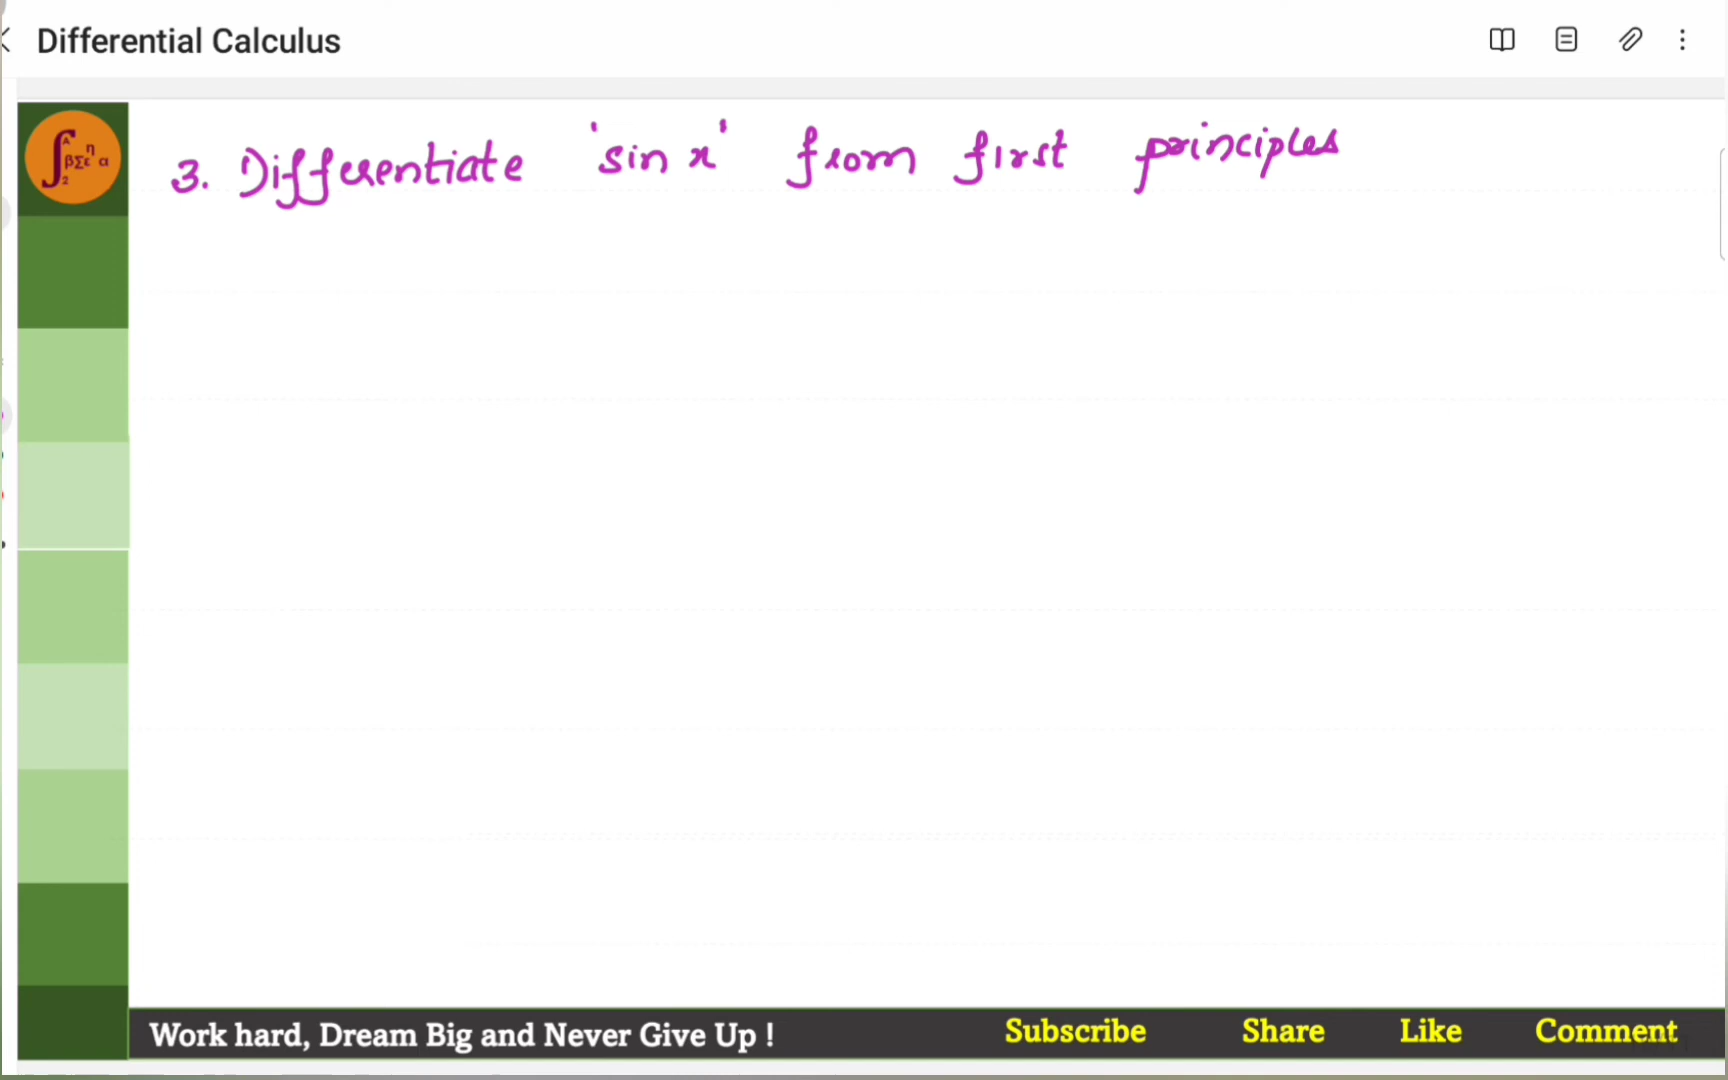 Differential Calculus
3. Differentiate 'sin x' from first principles
Work hard, Dream Big and Never Give Up !
Subscribe
Share
Like
Comment